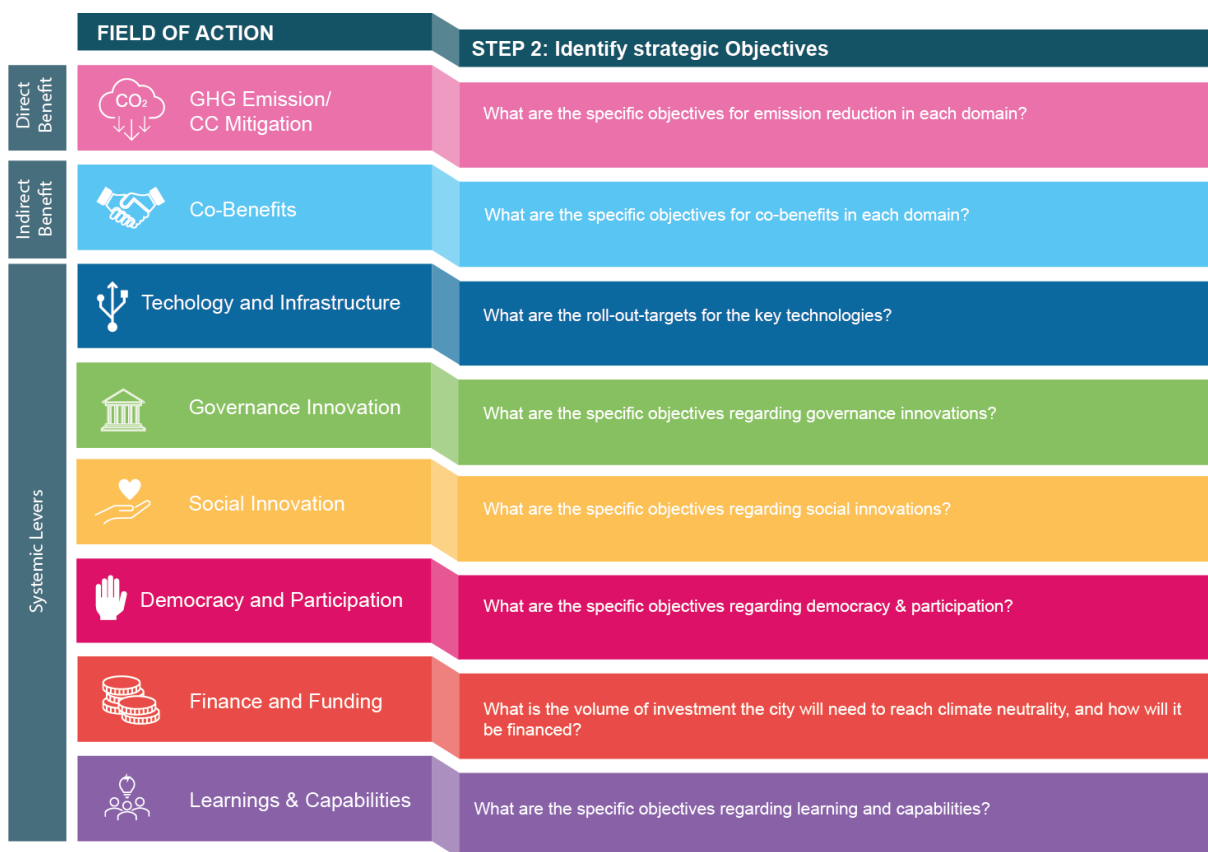 FIELD OF ACTION
STEP 2: Identify strategic Objectives
Direct
Benefit
CO₂
GHG Emission/
CC Mitigation
What are the specific objectives for emission reduction in each domain?
Indirect
Benefit
Co-Benefits
What are the specific objectives for co-benefits in each domain?
Systemic Levers
Techology and Infrastructure
What are the roll-out-targets for the key technologies?
Governance Innovation
What are the specific objectives regarding governance innovations?
Social Innovation
What are the specific objectives regarding social innovations?
Democracy and Participation
What are the specific objectives regarding democracy & participation?
Finance and Funding
What is the volume of investment the city will need to reach climate neutrality, and how will it
be financed?
Learnings & Capabilities
What are the specific objectives regarding learning and capabilities?